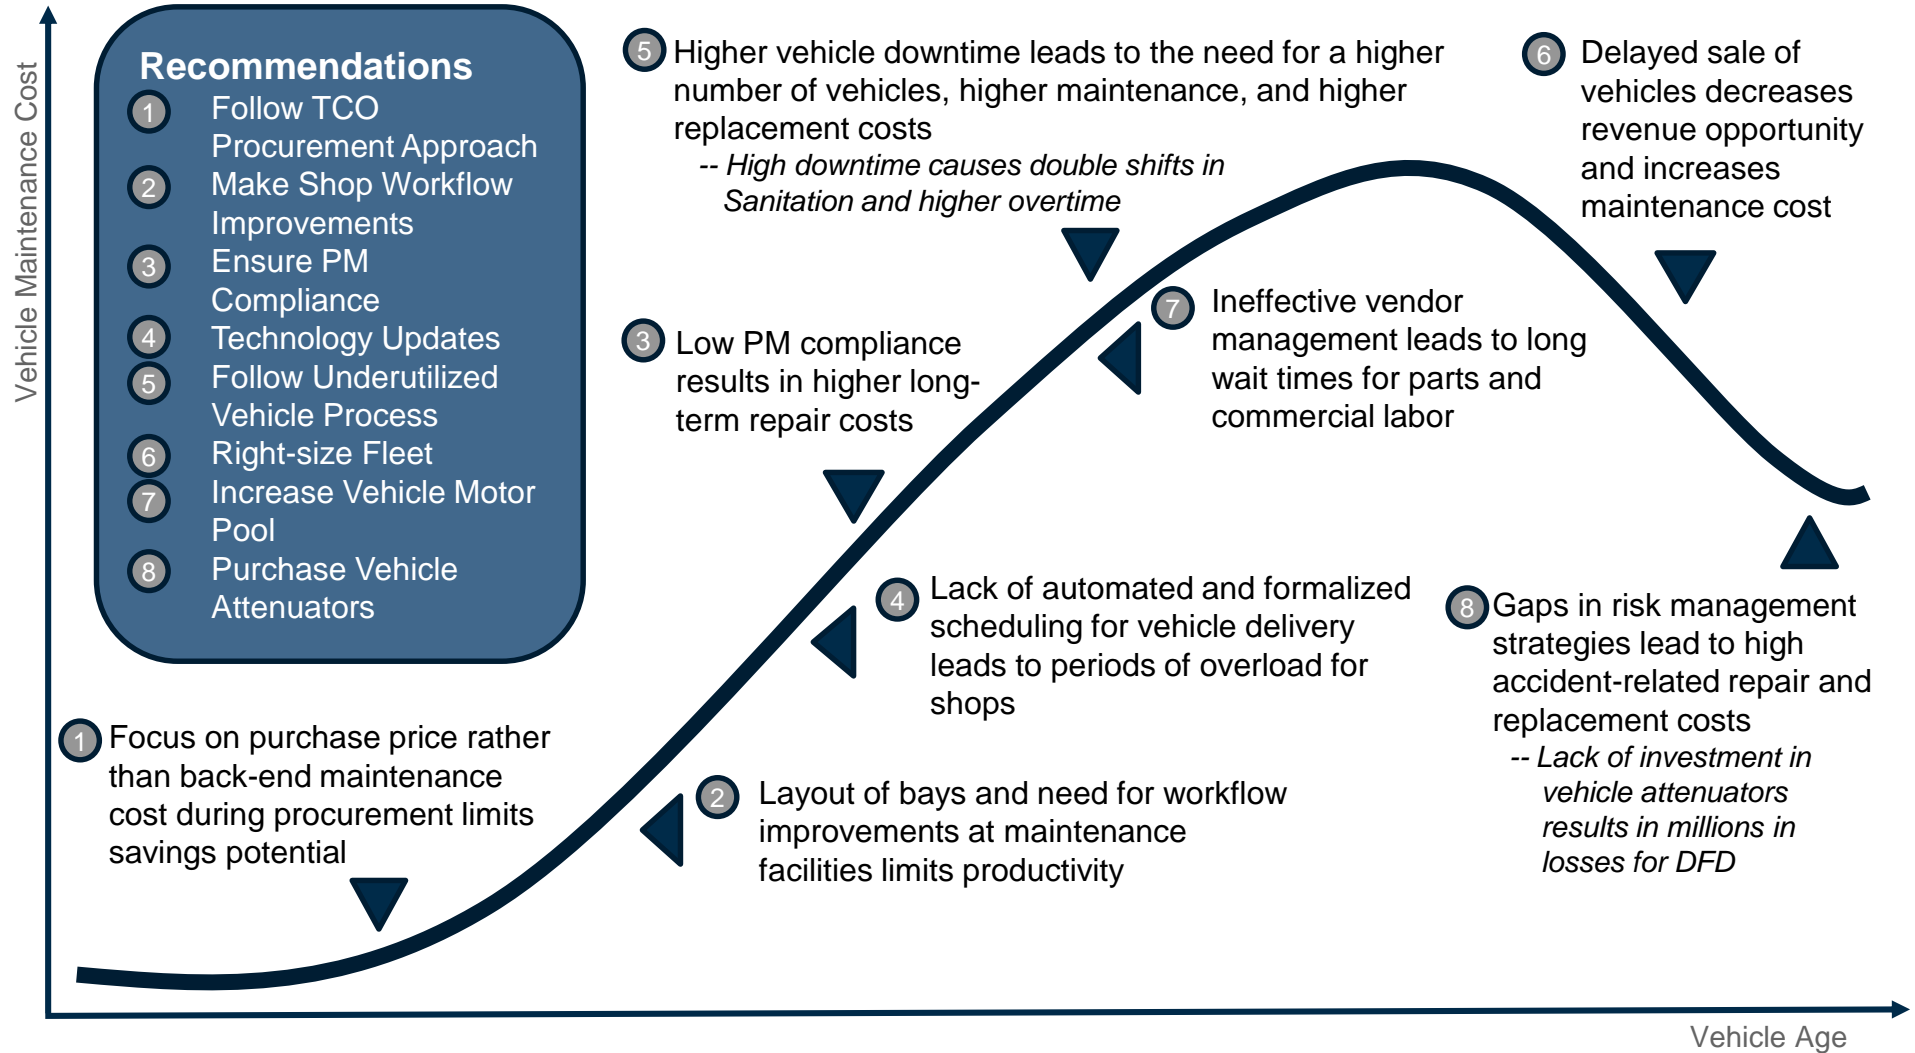 Vehicle Maintenance Cost
Recommendations
1 Follow TCO
Procurement Approach
2 Make Shop Workflow
Improvements
3 Ensure PM
Compliance
4 Technology Updates
5 Follow Underutilized
Vehicle Process
6 Right-size Fleet
7 Increase Vehicle Motor
Pool
8 Purchase Vehicle
Attenuators
5 Higher vehicle downtime leads to the need for a higher
number of vehicles, higher maintenance, and higher
replacement costs
-- High downtime causes double shifts in
Sanitation and higher overtime
6 Delayed sale of
vehicles decreases
revenue opportunity
and increases
maintenance cost
7 Ineffective vendor
management leads to long
wait times for parts and
commercial labor
3 Low PM compliance
results in higher long-
term repair costs
4 Lack of automated and formalized
scheduling for vehicle delivery
leads to periods of overload for
shops
8 Gaps in risk management
strategies lead to high
accident-related repair and
replacement costs
-- Lack of investment in
vehicle attenuators
results in millions in
losses for DFD
1 Focus on purchase price rather
than back-end maintenance
cost during procurement limits
savings potential
2 Layout of bays and need for workflow
improvements at maintenance
facilities limits productivity
Vehicle Age